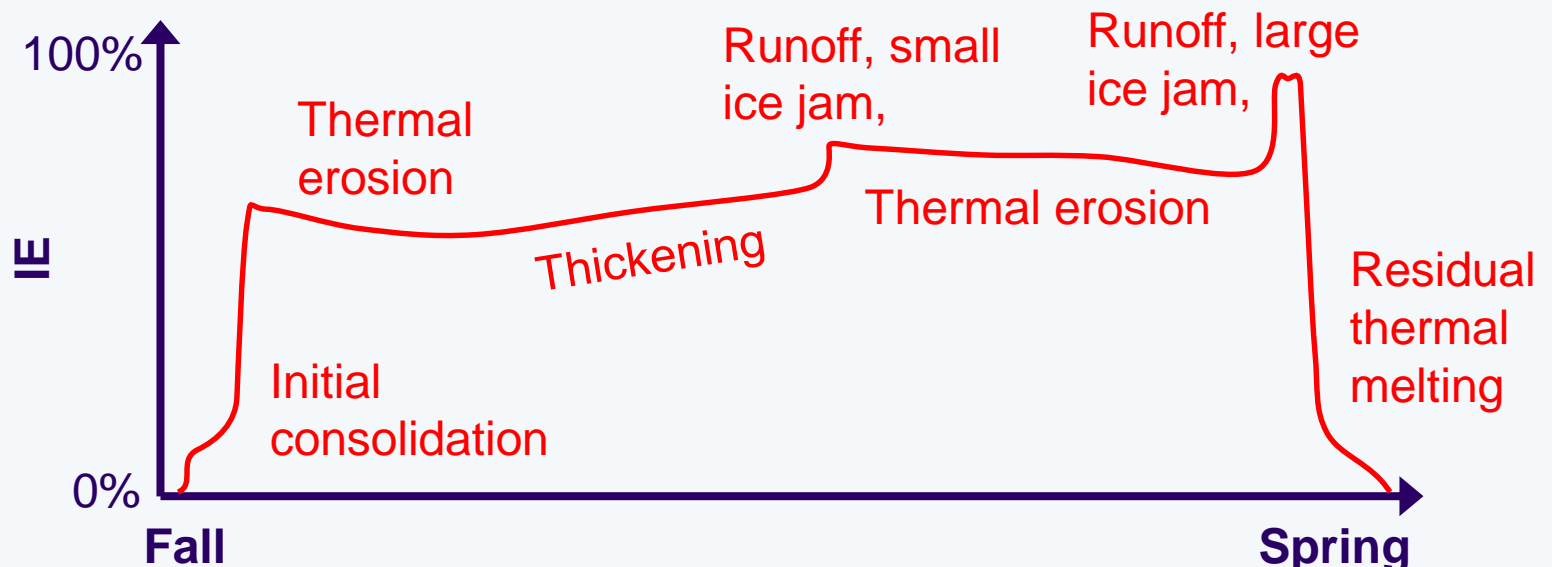 100%
Runoff, small
ice jam,
Runoff, large
ice jam,
Thermal
erosion
Thermal erosion
Thickening
IE
Residual
thermal
melting
Initial
consolidation
0%
Fall
Spring